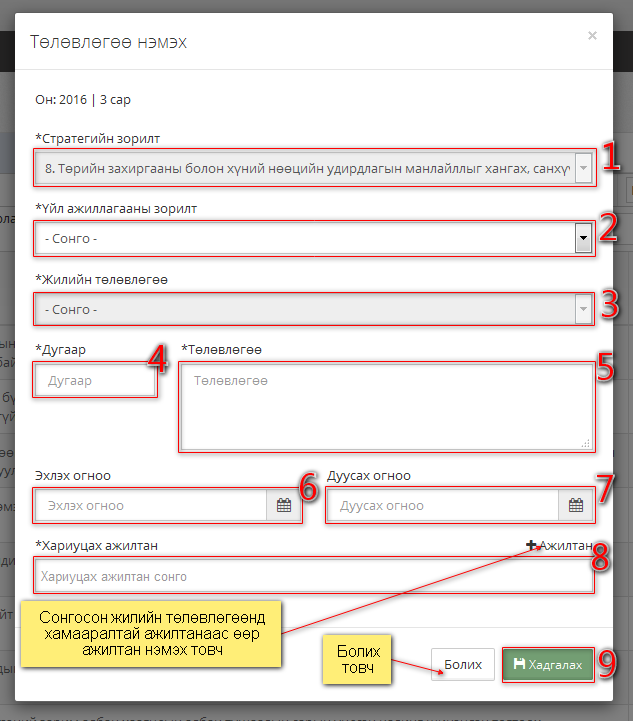 Төлөвлөгөө нэмэх
×
Он: 2016 | 3 сар
*Стратегийн зорилт
8. Төрийн захиргааны болон хүний нөөцийн удирдлагын манлайллыг хангах, санхүү
1
*Үйл ажиллагааны зорилт
- Сонго -
2
*Жилийн төлөвлөгөө
- Сонго -
3
*Дугаар
4
*Төлөвлөгөө
5
Дугаар
Төлөвлөгөө
Эхлэх огноо
6
Дуусах огноо
7
Эхлэх огноо
Дуусах огноо
*Хариуцах ажилтан
+Ажилтан
8
Хариуцах ажилтан сонго
Сонгосон жилийн төлөвлөгөөнд
хамааралтай ажилтанаас өөр
ажилтан нэмэх товч
Болих
товч
Болих
Хадгалах
9